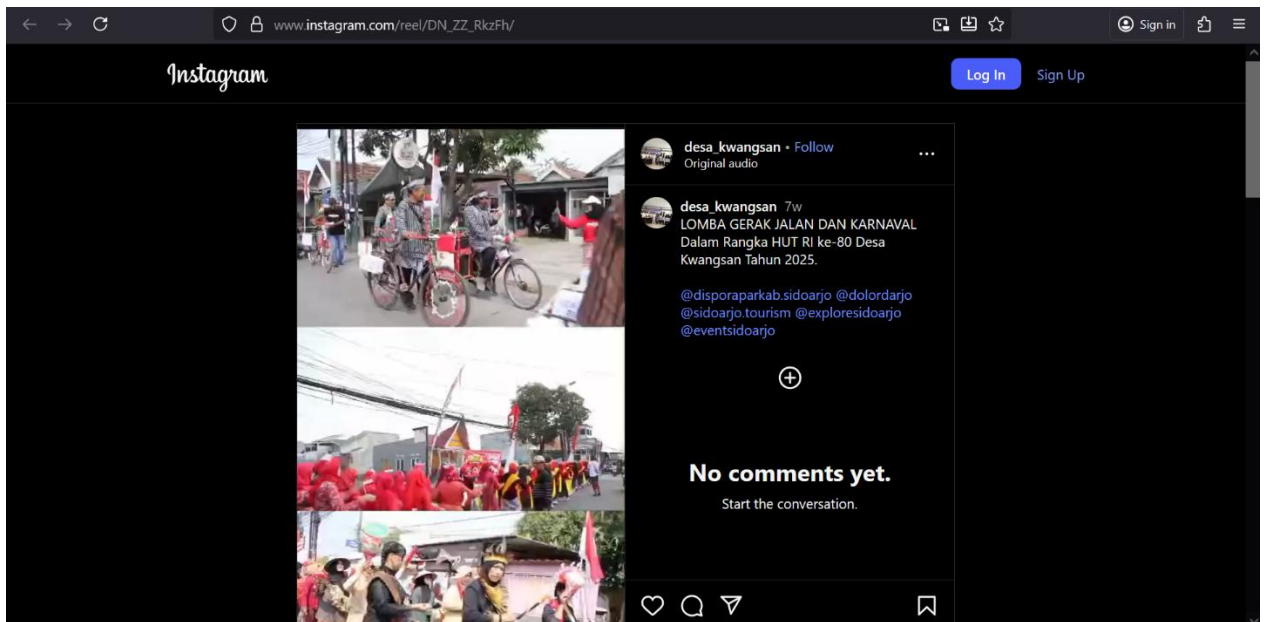 www.instagram.com/reel/DN_ZZ_RkzFh/
Sign in
Instagram
Log In
Sign Up
desa_kwangsan • Follow
Original audio
desa_kwangsan 7w
LOMBA GERAK JALAN DAN KARNAVAL
Dalam Rangka HUT RI ke-80 Desa
Kwangsan Tahun 2025.
@disporaparkab.sidoarjo @dolordarjo
@sidoarjo.tourism @exploresidoarjo
@eventsidoarjo
No comments yet.
Start the conversation.